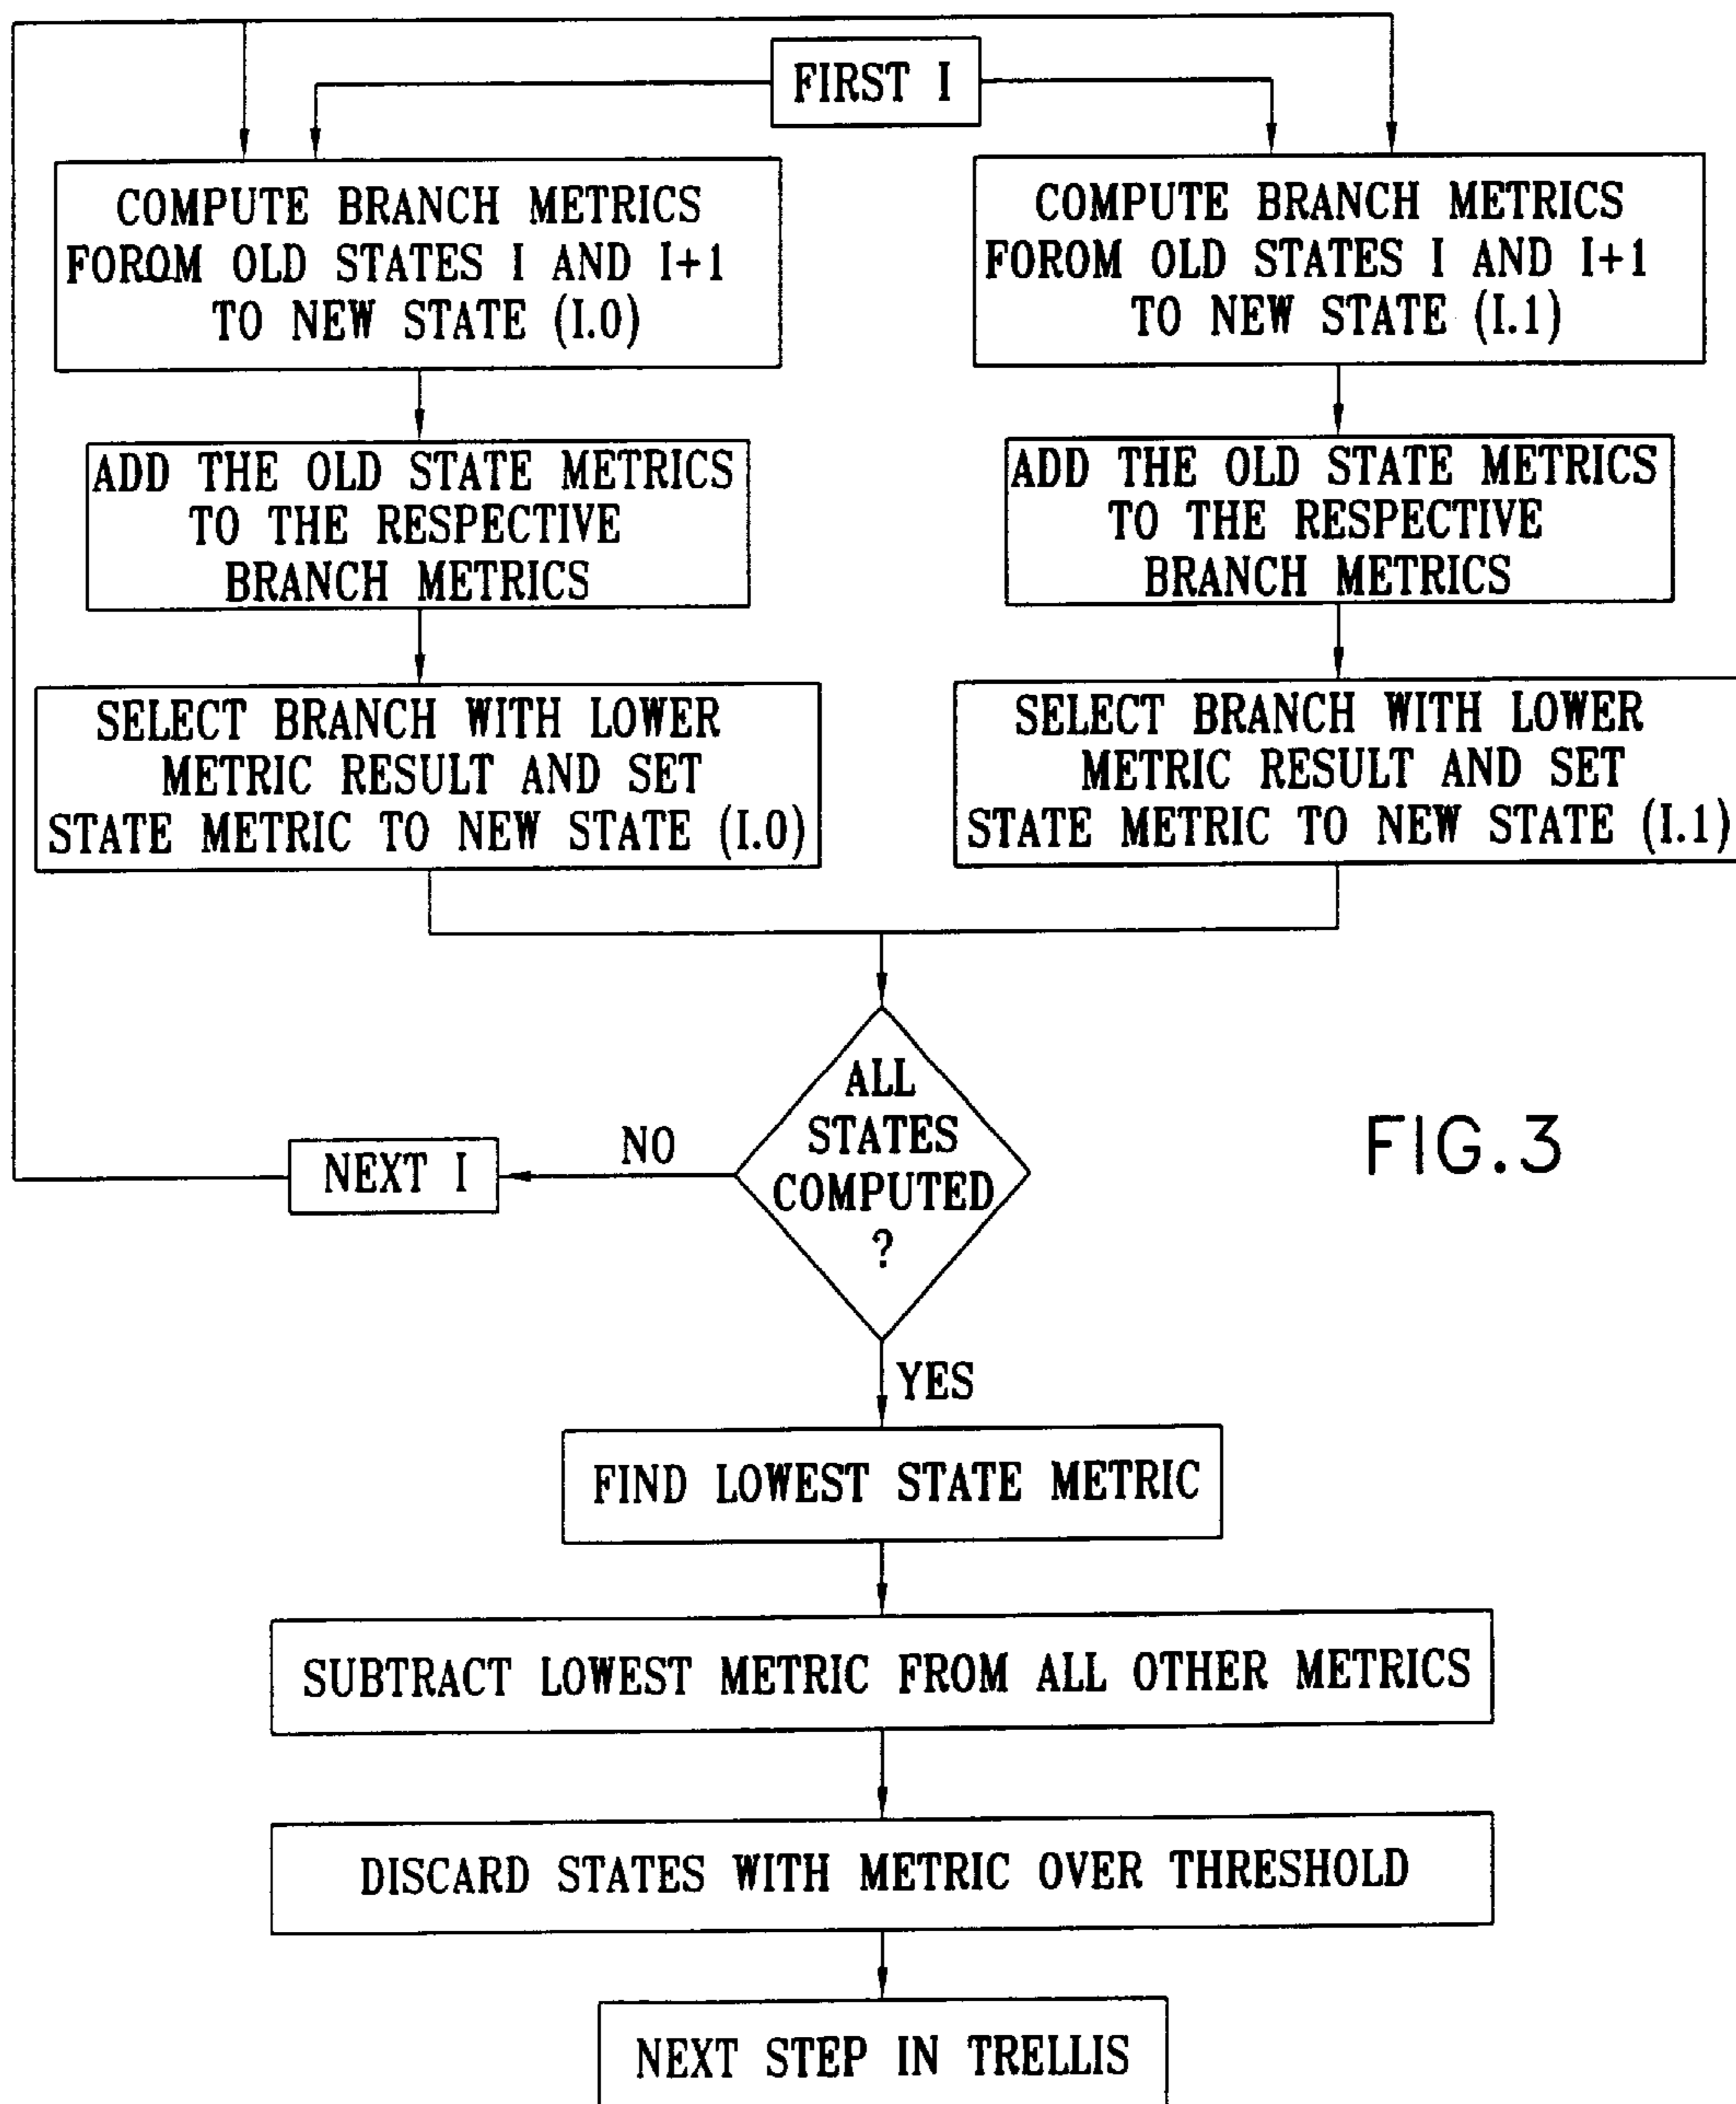 FIRST I
COMPUTE BRANCH METRICS
FOROM OLD STATES I AND I+1
TO NEW STATE (I.0)
COMPUTE BRANCH METRICS
FOROM OLD STATES I AND I+1
TO NEW STATE (I.1)
ADD THE OLD STATE METRICS
TO THE RESPECTIVE
BRANCH METRICS
ADD THE OLD STATE METRICS
TO THE RESPECTIVE
BRANCH METRICS
SELECT BRANCH WITH LOWER
METRIC RESULT AND SET
STATE METRIC TO NEW STATE (I.0)
SELECT BRANCH WITH LOWER
METRIC RESULT AND SET
STATE METRIC TO NEW STATE (I.1)
ALL
STATES
COMPUTED
?
NO
NEXT I
FIG.3
YES
FIND LOWEST STATE METRIC
SUBTRACT LOWEST METRIC FROM ALL OTHER METRICS
DISCARD STATES WITH METRIC OVER THRESHOLD
NEXT STEP IN TRELLIS